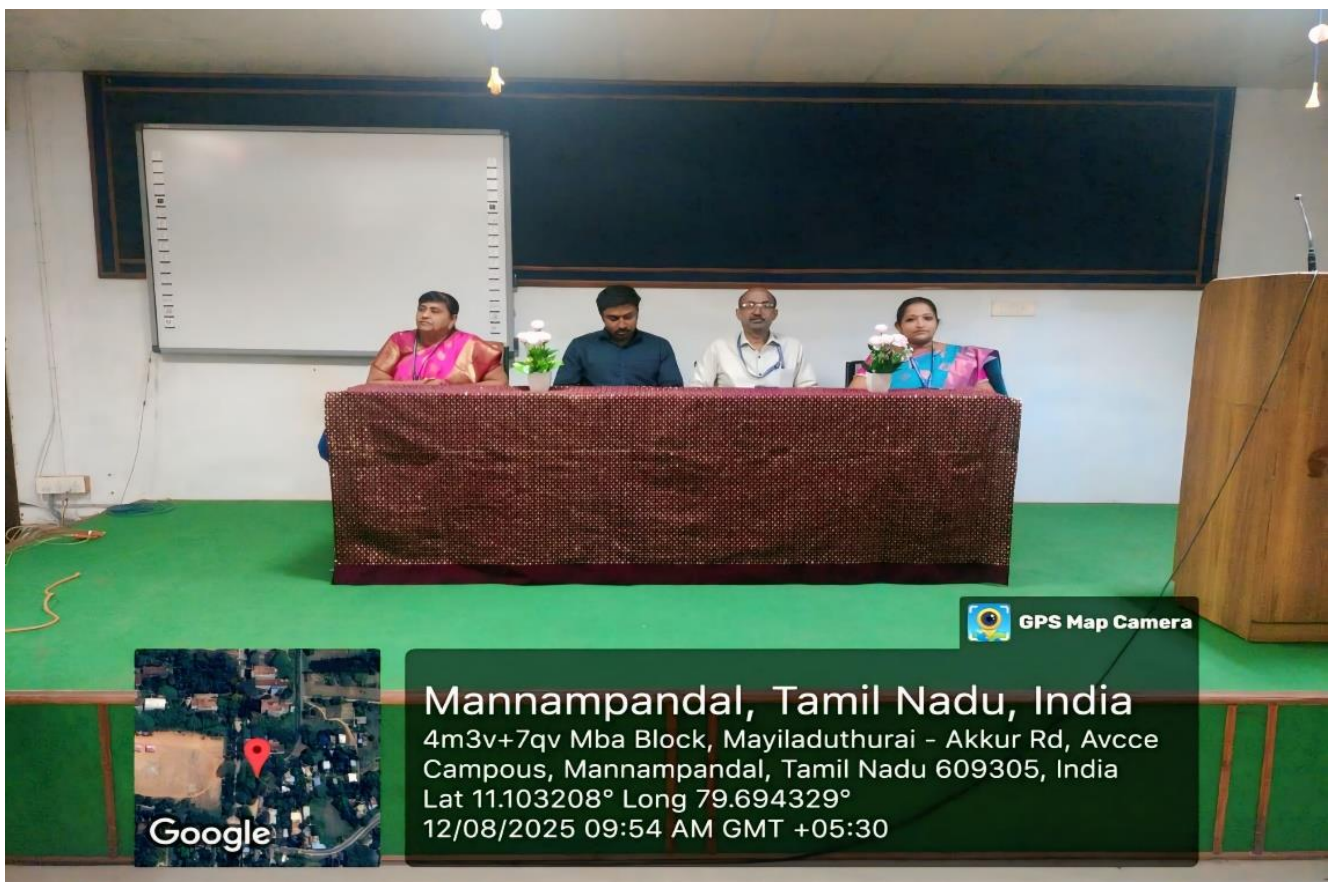 GPS Map Camera
Mannampandal, Tamil Nadu, India
4m3v+7qv Mba Block, Mayiladuthurai - Akkur Rd, Avcce
Campous, Mannampandal, Tamil Nadu 609305, India
Lat 11.103208° Long 79.694329°
12/08/2025 09:54 AM GMT +05:30
Google